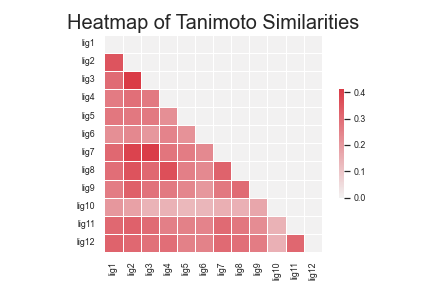 Heatmap of Tanimoto Similarities
lig1
lig2
lig3
lig4
lig5
lig6
lig7
lig8
lig9
lig10
lig11
lig12
0.4
0.3
0.2
0.1
0.0
lig1 lig2 lig3 lig4 lig5 lig6 lig7 lig8 lig9 lig10 lig11 lig12